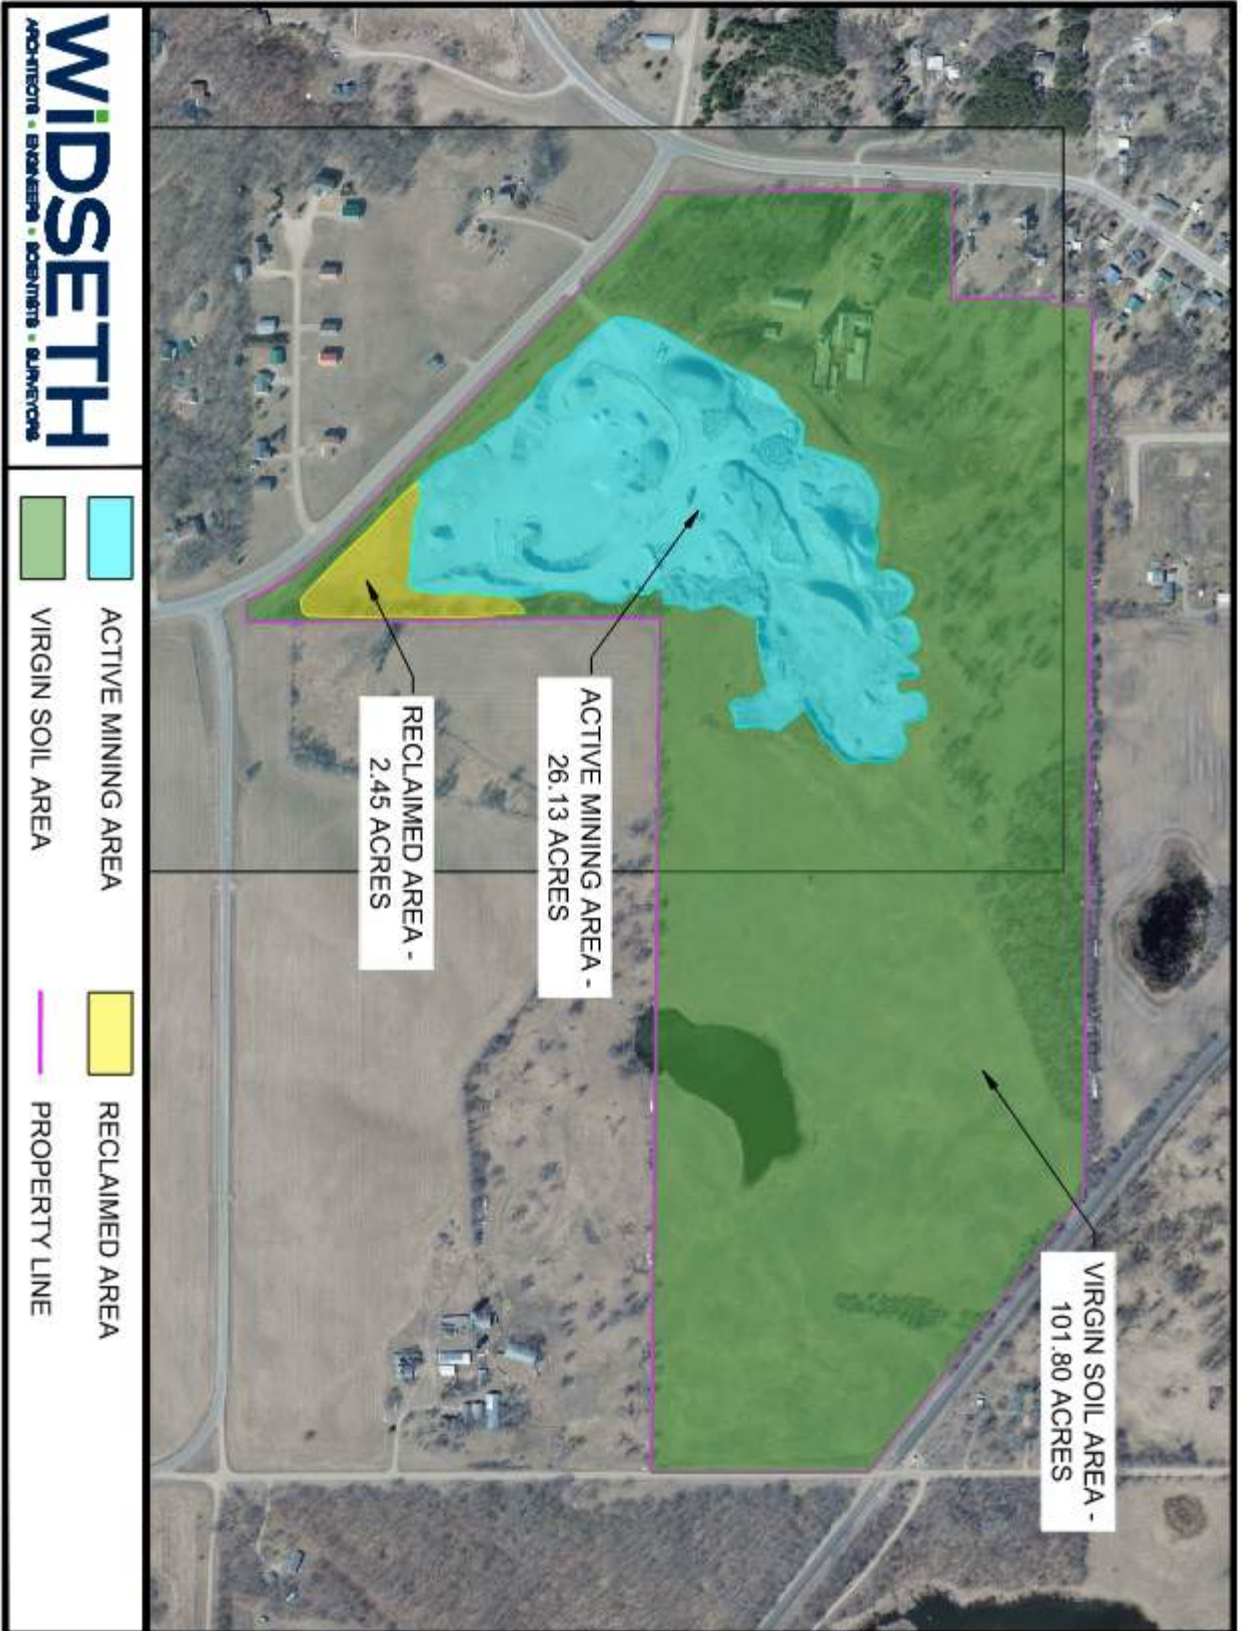 VIRGIN SOIL AREA -
101.80 ACRES
ACTIVE MINING AREA -
26.13 ACRES
RECLAIMED AREA -
2.45 ACRES
WiDSETH
ARCHITECTS ▪ ENGINEERS ▪ SCIENTISTS ▪ SURVEYORS
ACTIVE MINING AREA
VIRGIN SOIL AREA
RECLAIMED AREA
PROPERTY LINE